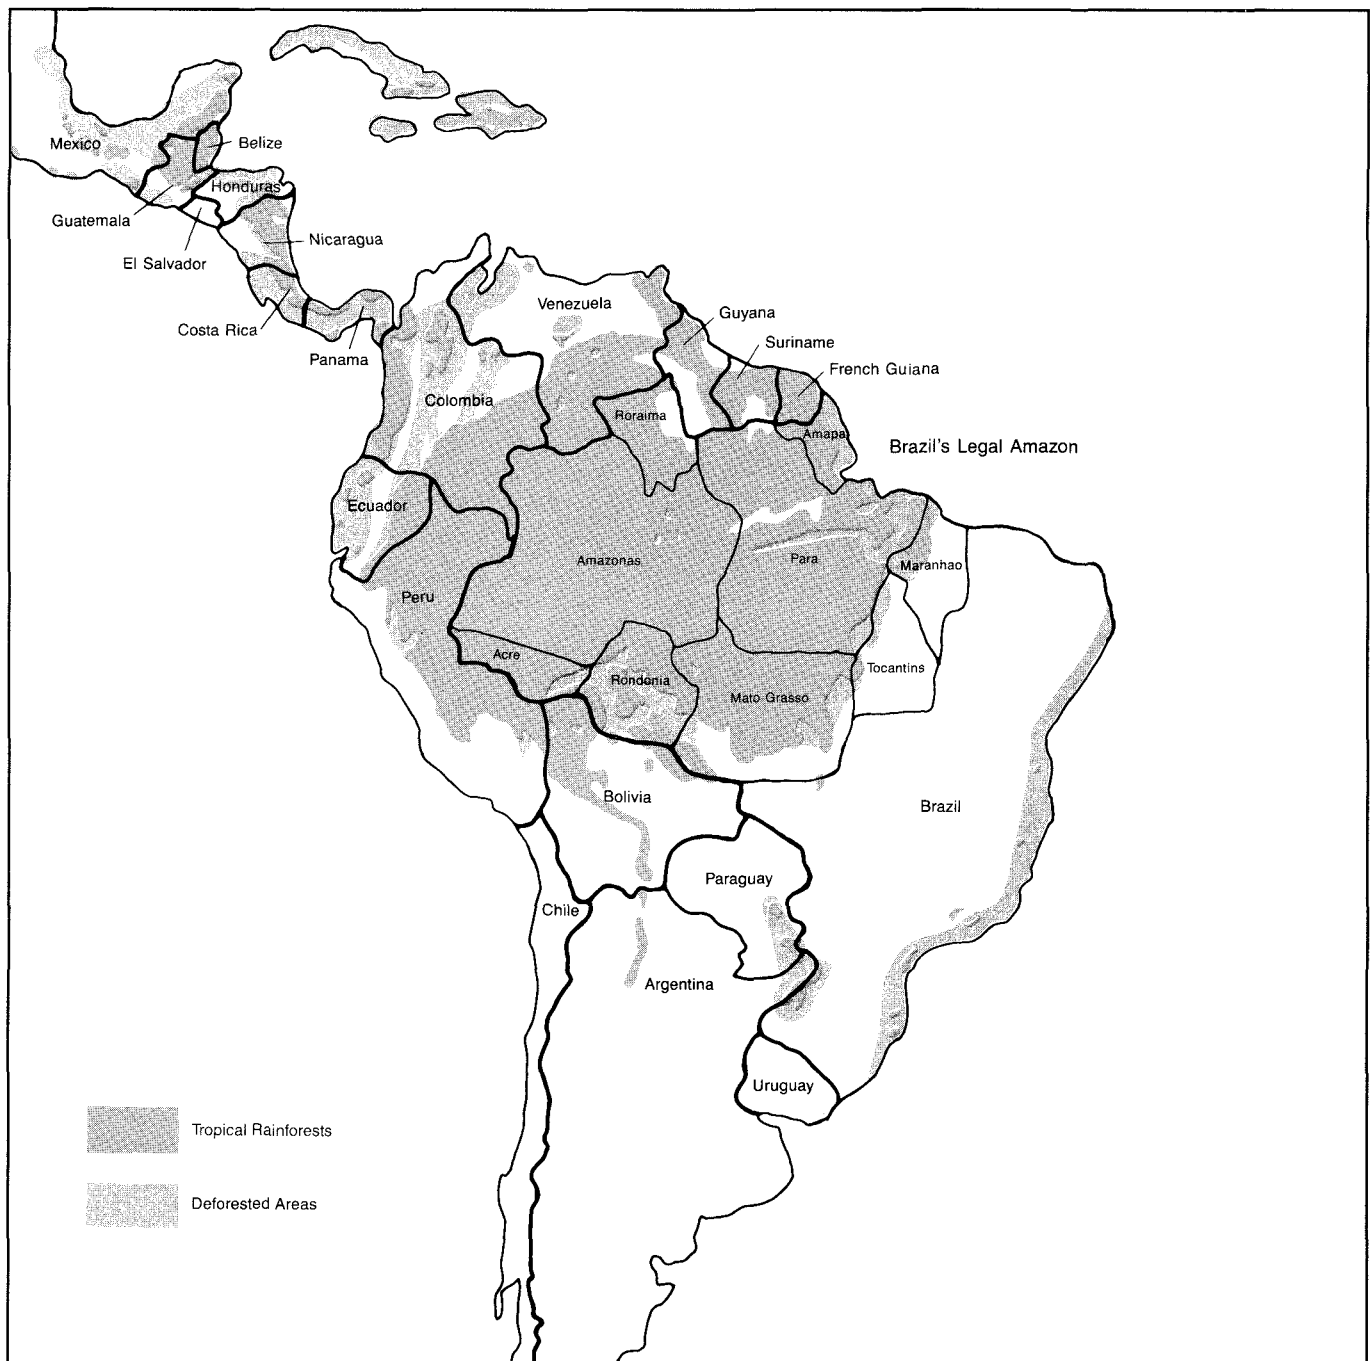 Mexico
Belize
Honduras
Guatemala
Nicaragua
El Salvador
Costa Rica
Panama
Venezuela
Guyana
Suriname
French Guiana
Colombia
Roraima
Amapa
Brazil's Legal Amazon
Ecuador
Amazonas
Para
Maranhao
Peru
Acre
Rondonia
Mato Grasso
Tocantins
Bolivia
Brazil
Paraguay
Chile
Argentina
Uruguay
Tropical Rainforests
Deforested Areas